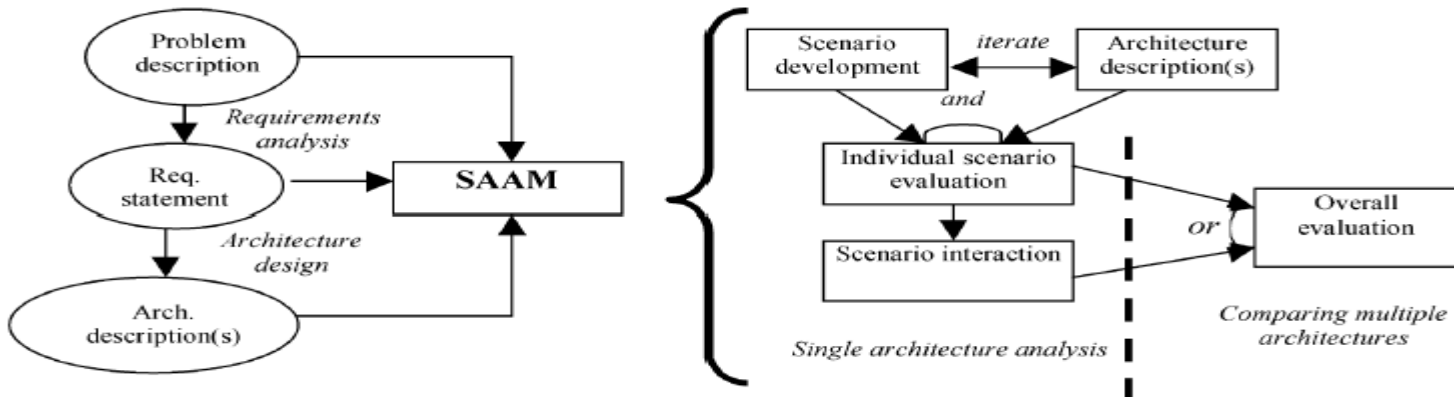 Problem
description
Requirements
analysis
Req.
statement
Architecture
design
Arch.
description(s)
SAAM
Scenario
development
iterate
Architecture
description(s)
and
Individual scenario
evaluation
Scenario interaction
or
Overall
evaluation
Single architecture analysis
Comparing multiple
architectures